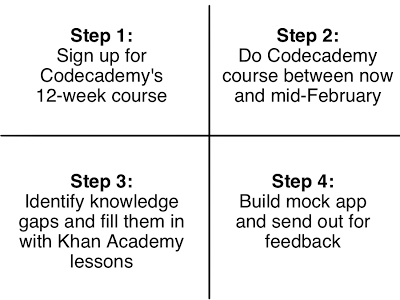 Step 1:
Sign up for
Codecademy's
12-week course
Step 2:
Do Codecademy
course between now
and mid-February
Step 3:
Identify knowledge
gaps and fill them in
with Khan Academy
lessons
Step 4:
Build mock app
and send out for
feedback